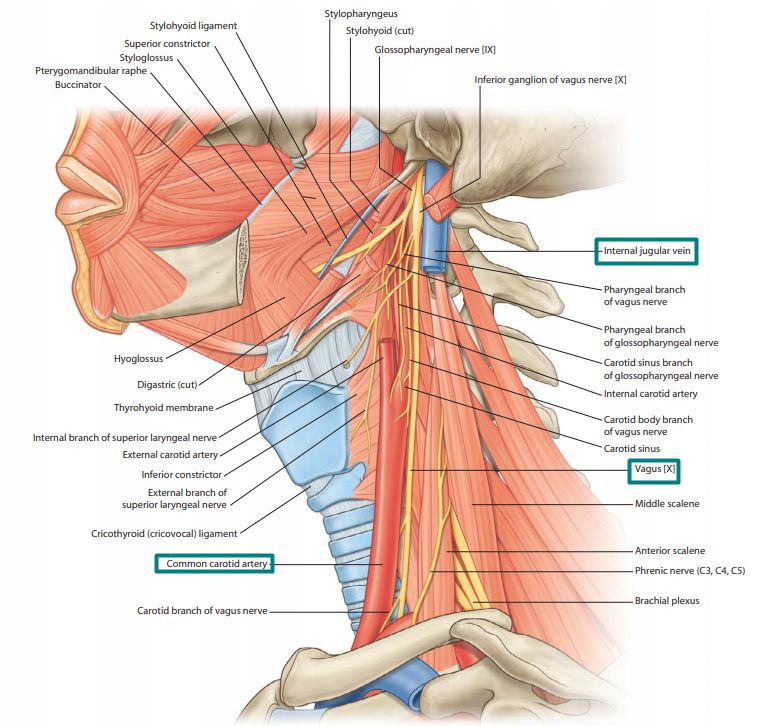 Stylopharyngeus
Stylohyoid ligament
Stylohyoid (cut)
Superior constrictor
Glossopharyngeal nerve [IX]
Styloglossus
Pterygomandibular raphe
Inferior ganglion of vagus nerve [X]
Buccinator
Internal jugular vein
Pharyngeal branch
of vagus nerve
Pharyngeal branch
of glossopharyngeal nerve
Hyoglossus
Carotid sinus branch
of glossopharyngeal nerve
Digastric (cut)
Internal carotid artery
Thyrohyoid membrane
Carotid body branch
of vagus nerve
Internal branch of superior laryngeal nerve
Carotid sinus
External carotid artery
Vagus [X]
Inferior constrictor
External branch of
superior laryngeal nerve
Middle scalene
Cricothyroid (cricovocal) ligament
Anterior scalene
Common carotid artery
Phrenic nerve (C3, C4, C5)
Brachial plexus
Carotid branch of vagus nerve